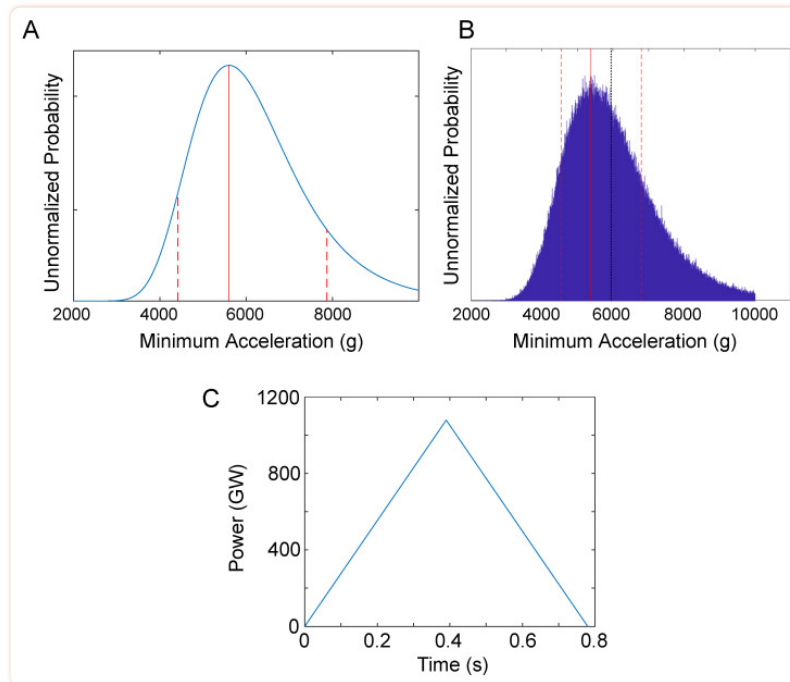 A
Unnormalized Probability
2000 4000 6000 8000
Minimum Acceleration (g)
B
Unnormalized Probability
2000 4000 6000 8000 10000
Minimum Acceleration (g)
C
Power (GW)
1200
800
400
0
0 0.2 0.4 0.6 0.8
Time (s)